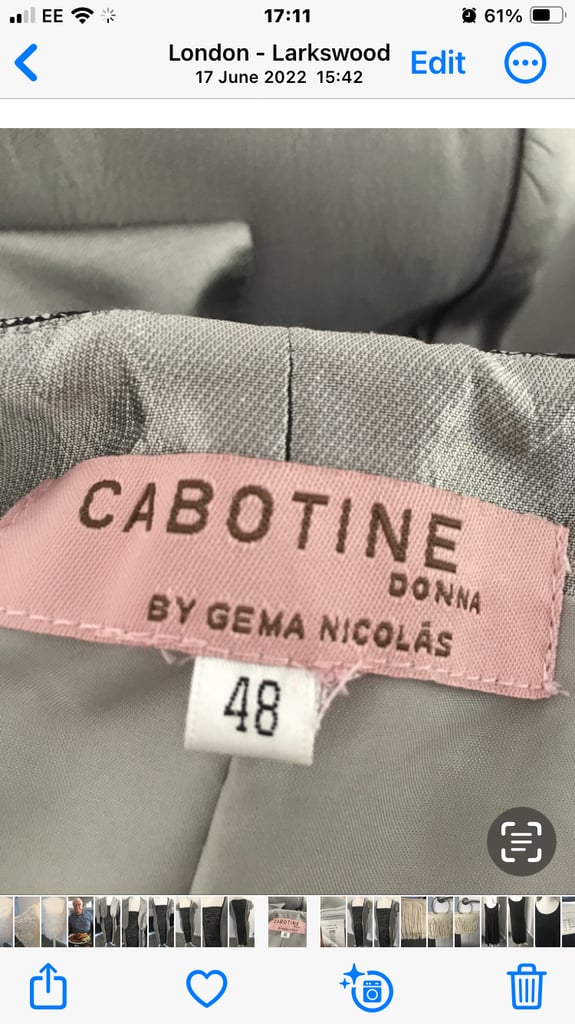 EE 17:11 61%
London - Larkswood
17 June 2022 15:42
Edit
CABOTINE
DONNA
BY GEMA NICOLÁS
48